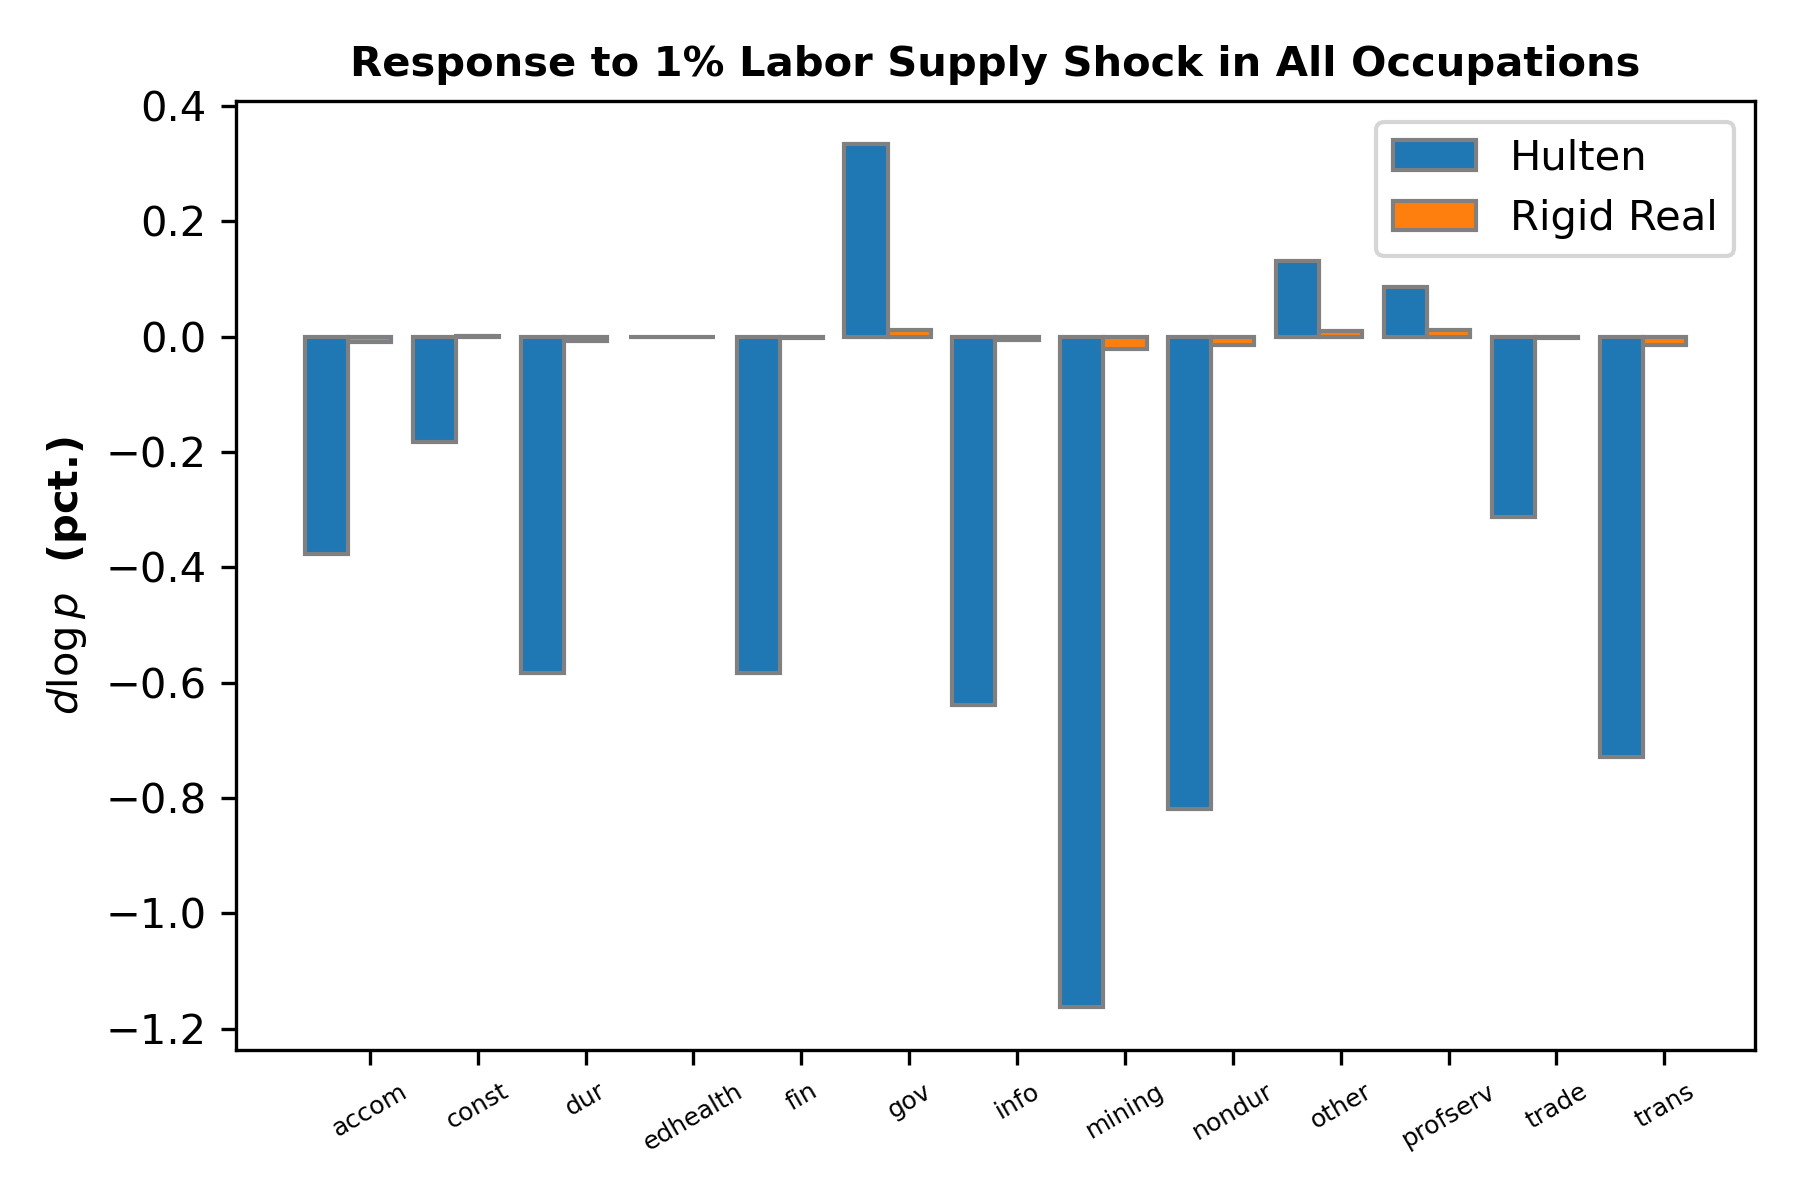 Response to 1% Labor Supply Shock in All Occupations
Hulten
Rigid Real
0.4
0.2
0.0
−0.2
−0.4
−0.6
−0.8
−1.0
−1.2
dlog p (pct.)
accom
const
dur
edhealth
fin
gov
info
mining
nondur
other
profserv
trade
trans